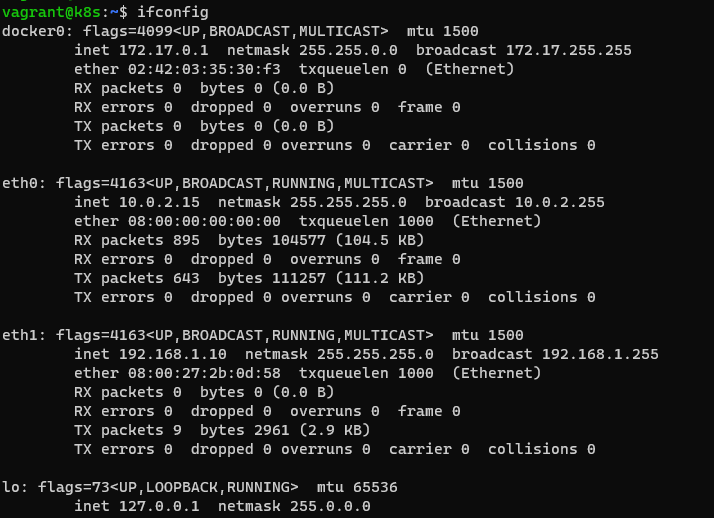 vagrant@k8s:~$ ifconfig
docker0: flags=4099<UP,BROADCAST,MULTICAST>  mtu 1500
        inet 172.17.0.1  netmask 255.255.0.0  broadcast 172.17.255.255
        ether 02:42:03:35:30:f3  txqueuelen 0  (Ethernet)
        RX packets 0  bytes 0 (0.0 B)
        RX errors 0  dropped 0  overruns 0  frame 0
        TX packets 0  bytes 0 (0.0 B)
        TX errors 0  dropped 0 overruns 0  carrier 0  collisions 0

eth0: flags=4163<UP,BROADCAST,RUNNING,MULTICAST>  mtu 1500
        inet 10.0.2.15  netmask 255.255.255.0  broadcast 10.0.2.255
        ether 08:00:00:00:00:00  txqueuelen 1000  (Ethernet)
        RX packets 895  bytes 104577 (104.5 KB)
        RX errors 0  dropped 0  overruns 0  frame 0
        TX packets 643  bytes 111257 (111.2 KB)
        TX errors 0  dropped 0 overruns 0  carrier 0  collisions 0

eth1: flags=4163<UP,BROADCAST,RUNNING,MULTICAST>  mtu 1500
        inet 192.168.1.10  netmask 255.255.255.0  broadcast 192.168.1.255
        ether 08:00:27:2b:0d:58  txqueuelen 1000  (Ethernet)
        RX packets 0  bytes 0 (0.0 B)
        RX errors 0  dropped 0  overruns 0  frame 0
        TX packets 9  bytes 2961 (2.9 KB)
        TX errors 0  dropped 0 overruns 0  carrier 0  collisions 0

lo: flags=73<UP,LOOPBACK,RUNNING>  mtu 65536
        inet 127.0.0.1  netmask 255.0.0.0